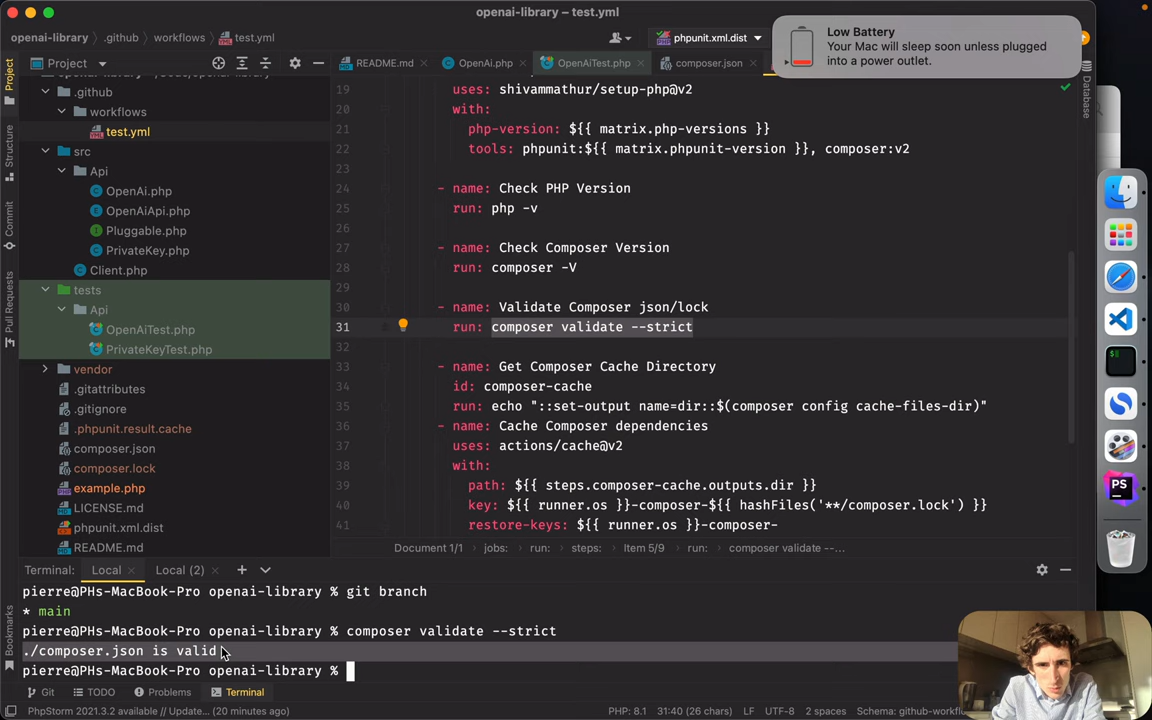 openai-library – test.yml
openai-library
.github
workflows
test.yml
phpunit.xml.dist
Low Battery
Your Mac will sleep soon unless plugged
into a power outlet.
Project
README.md
OpenAi.php
OpenAiTest.php
composer.json
Project
Structure
Commit
Pull Requests
Bookmarks
Database
.github
workflows
test.yml
src
Api
OpenAi.php
OpenAiApi.php
Pluggable.php
PrivateKey.php
Client.php
tests
Api
OpenAiTest.php
PrivateKeyTest.php
vendor
.gitattributes
.gitignore
.phpunit.result.cache
composer.json
composer.lock
example.php
LICENSE.md
phpunit.xml.dist
README.md
19 uses: shivammathur/setup-php@v2
20 with:
21 php-version: ${{ matrix.php-versions }}
22 tools: phpunit:${{ matrix.phpunit-version }}, composer:v2
23
24 - name: Check PHP Version
25 run: php -v
26
27 - name: Check Composer Version
28 run: composer -V
29
30 - name: Validate Composer json/lock
31 run: composer validate --strict
32
33 - name: Get Composer Cache Directory
34 id: composer-cache
35 run: echo "::set-output name=dir::$(composer config cache-files-dir)"
36 - name: Cache Composer dependencies
37 uses: actions/cache@v2
38 with:
39 path: ${{ steps.composer-cache.outputs.dir }}
40 key: ${{ runner.os }}-composer-${{ hashFiles('**/composer.lock') }}
41 restore-keys: ${{ runner.os }}-composer-
Document 1/1 jobs: run: steps: Item 5/9 run: composer validate --...
Terminal: Local Local (2)
pierre@PHs-MacBook-Pro openai-library % git branch
* main
pierre@PHs-MacBook-Pro openai-library % composer validate --strict
./composer.json is valid
pierre@PHs-MacBook-Pro openai-library %
Git TODO Problems Terminal
PhpStorm 2021.3.2 available // Update... (20 minutes ago)
PHP: 8.1 31:40 (26 chars) LF UTF-8 2 spaces Schema: github-workfl
PS